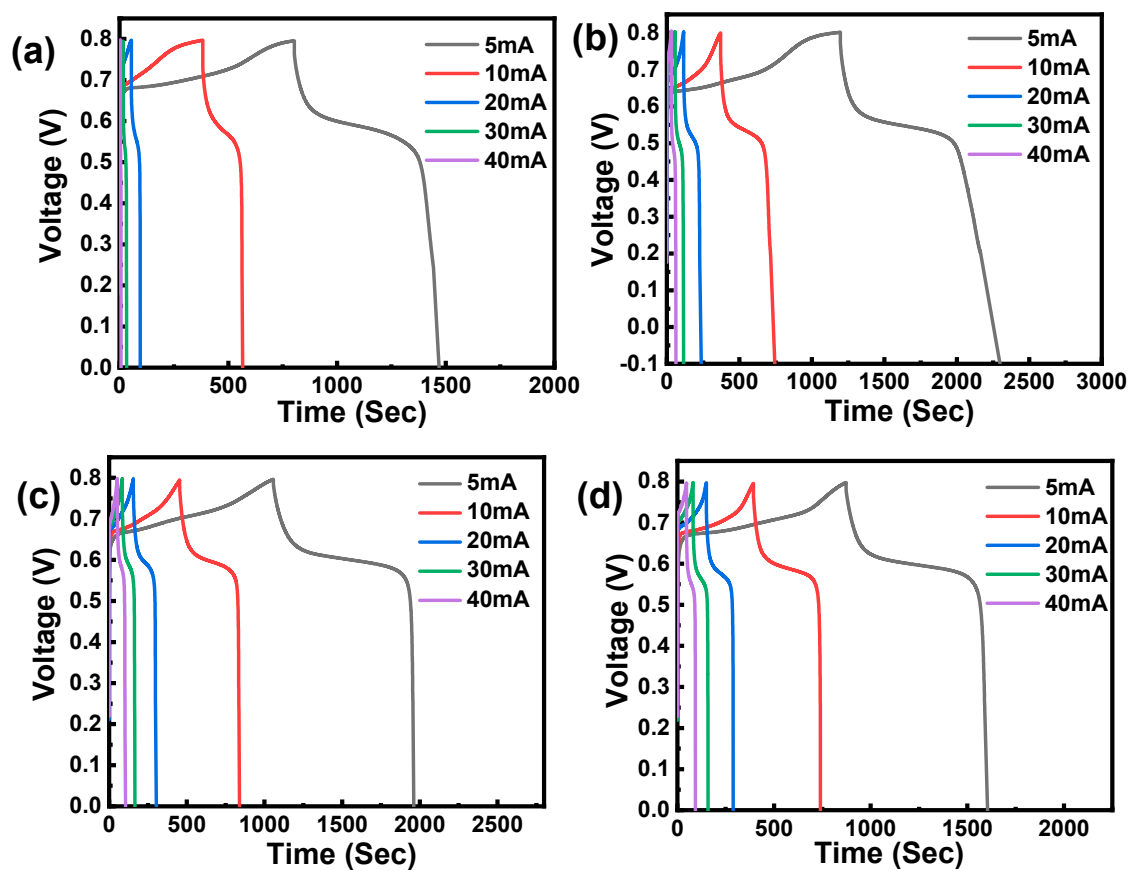 (a)
0.8
0.7
0.6
0.5
0.4
0.3
0.2
0.1
0.0
Voltage (V)
5mA
10mA
20mA
30mA
40mA
0 500 1000 1500 2000
Time (Sec)
(b)
0.8
0.7
0.6
0.5
0.4
0.3
0.2
0.1
0.0
-0.1
Voltage (V)
5mA
10mA
20mA
30mA
40mA
0 500 1000 1500 2000 2500 3000
Time (Sec)
(c)
0.8
0.7
0.6
0.5
0.4
0.3
0.2
0.1
0.0
Voltage (V)
5mA
10mA
20mA
30mA
40mA
0 500 1000 1500 2000 2500
Time (Sec)
(d)
0.8
0.7
0.6
0.5
0.4
0.3
0.2
0.1
0.0
Voltage (V)
5mA
10mA
20mA
30mA
40mA
0 500 1000 1500 2000
Time (Sec)